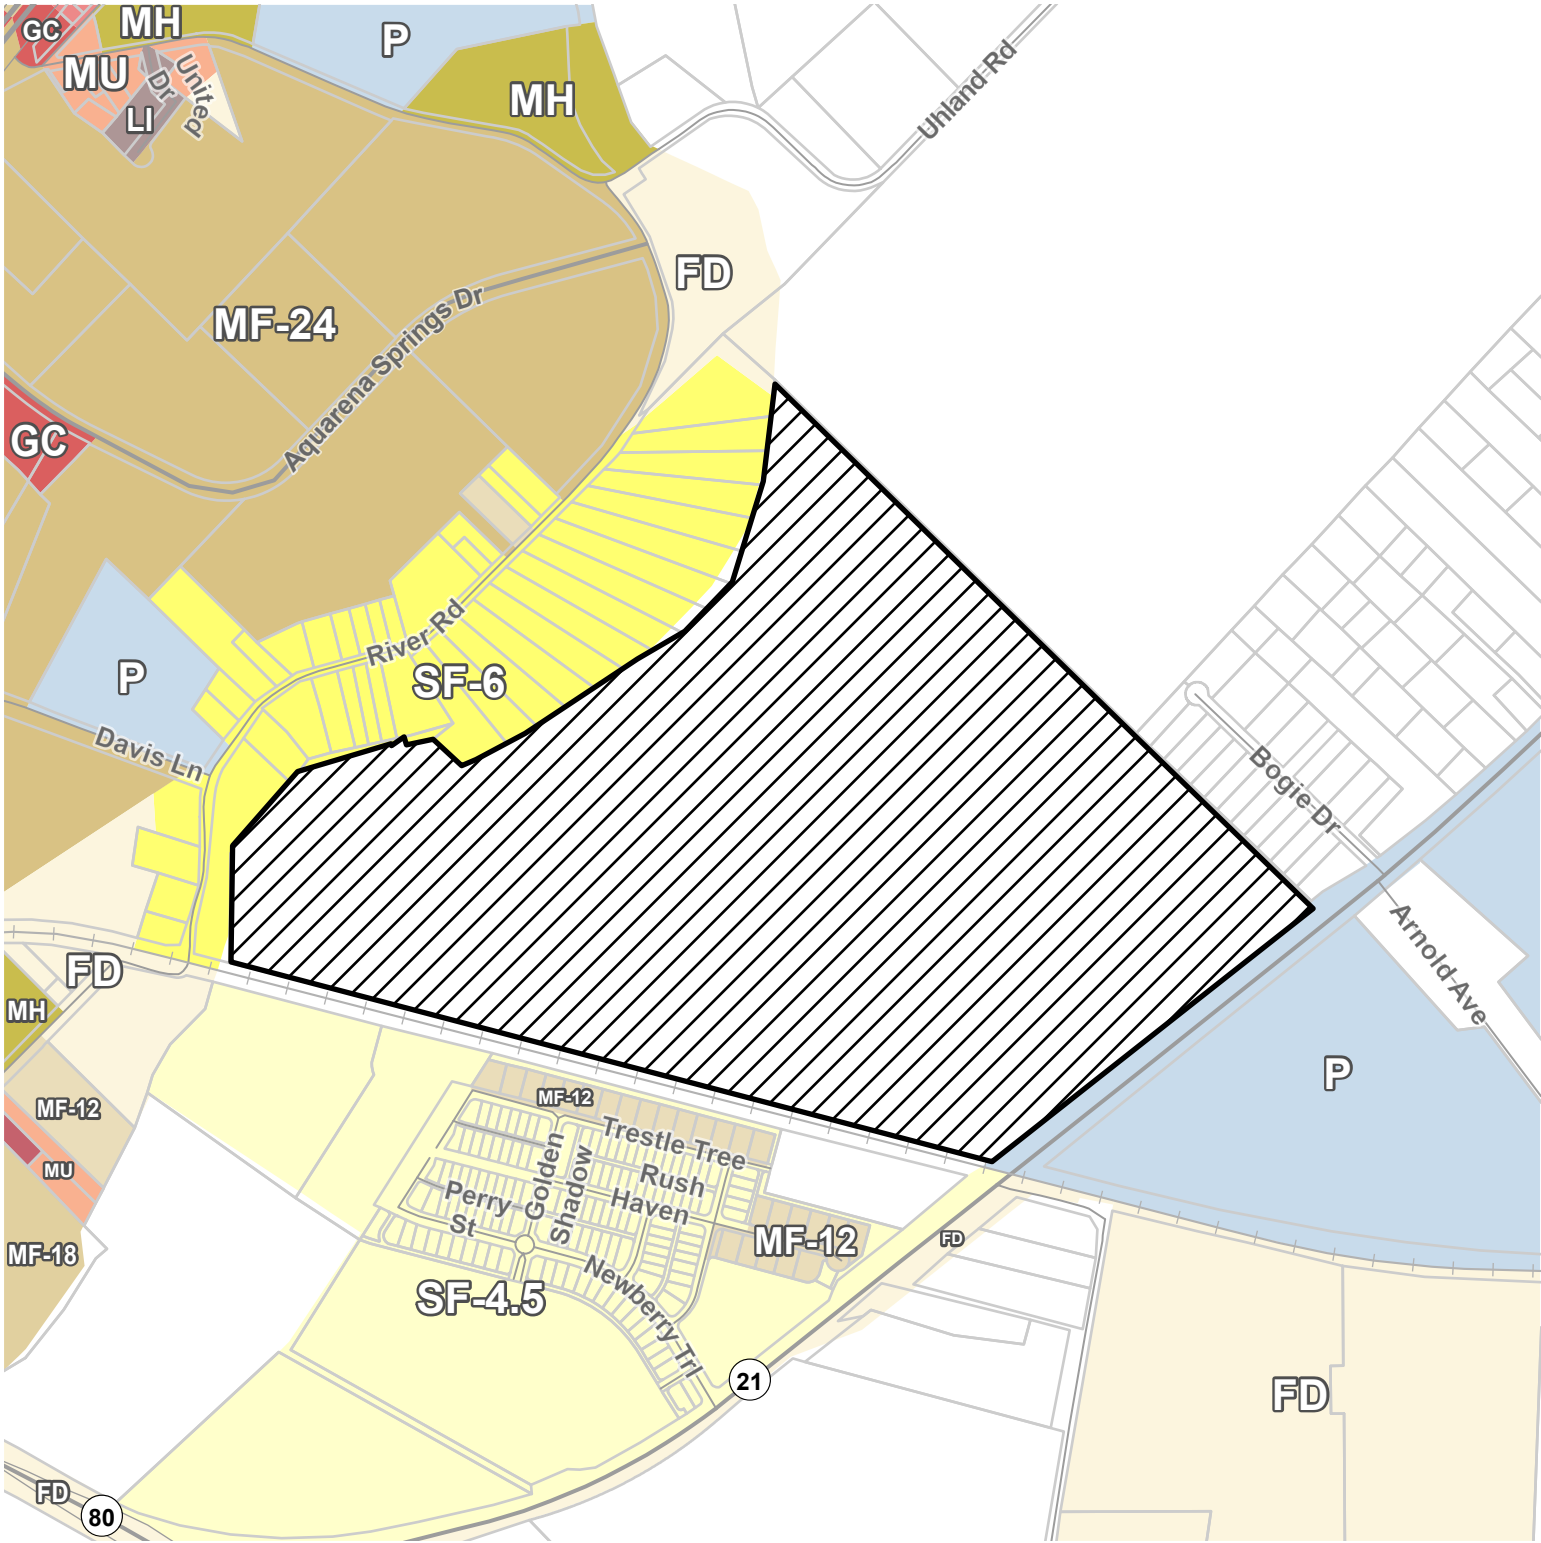 GC
MH
P
MU
United
Dr
LI
MH
Uhland Rd
FD
MF-24
Aquarena Springs Dr
GC
River Rd
P
SF-6
Davis Ln
Bogie Dr
Arnold Ave
FD
MH
P
MF-12
MF-12
Trestle Tree
Golden
Shadow
Rush
Haven
Perry
St
MU
MF-12
FD
MF-18
Newberry Trl
SF-4.5
21
FD
FD
80